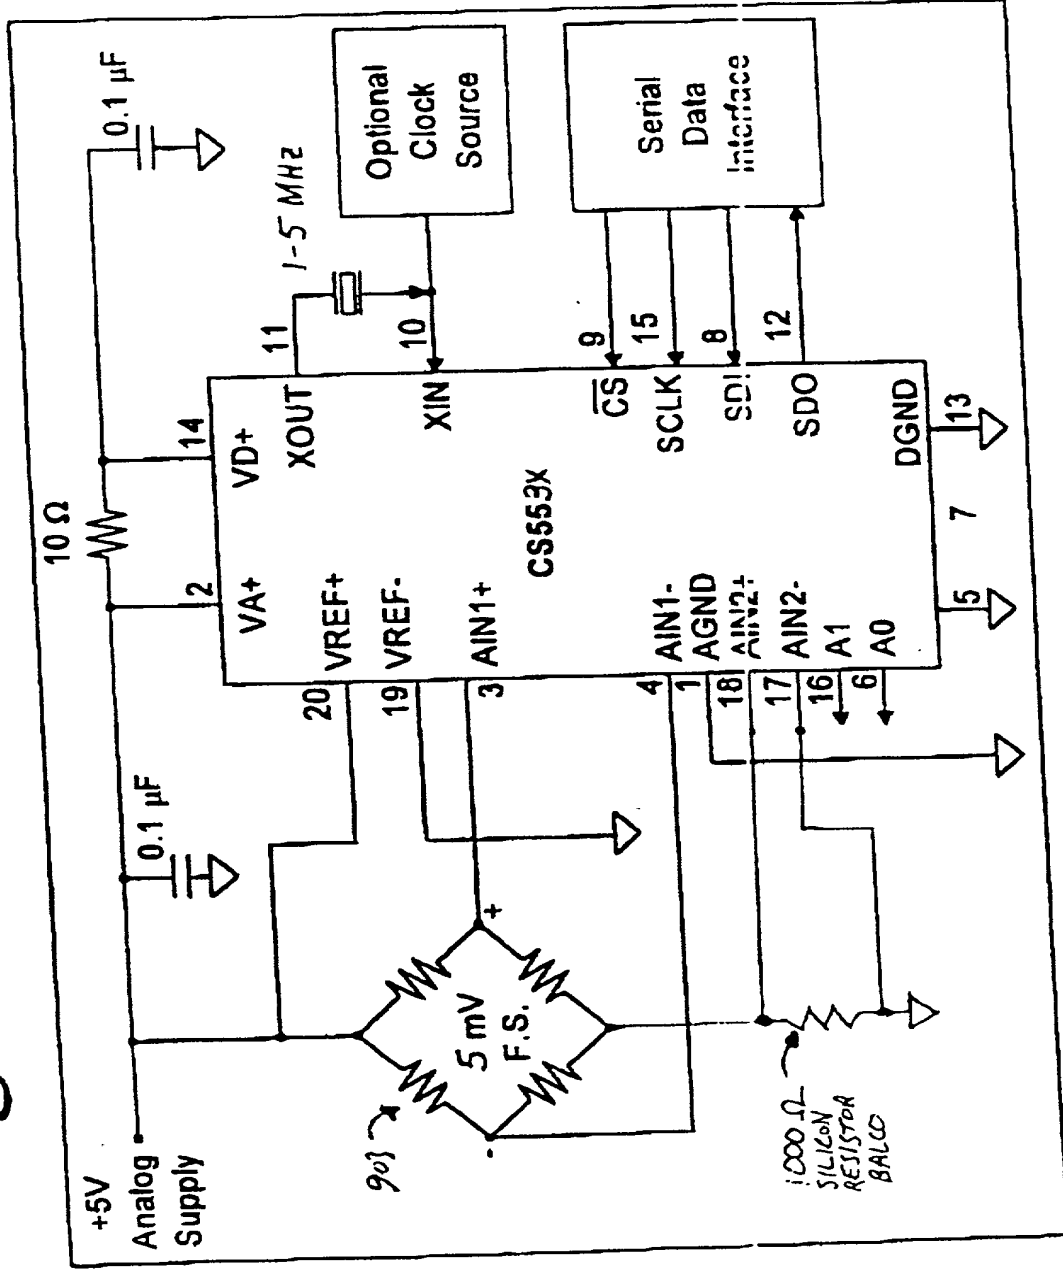 +5V
Analog
Supply
0.1 µF
10 Ω
0.1 µF
2
14
VA+
VD+
20
VREF+
19
VREF-
3
AIN1+
CS553X
XOUT
11
1-5 MHz
XIN
10
Optional
Clock
Source
903
5 mV
F.S.
+
-
4
AIN1-
1
AGND
18
AIN2+
17
AIN2-
16
A1
6
A0
CS
9
SCLK
15
SDI
8
SDO
12
Serial
Data
Interface
DGND
5
7
13
1000 Ω
SILICON
RESISTOR
BALCO